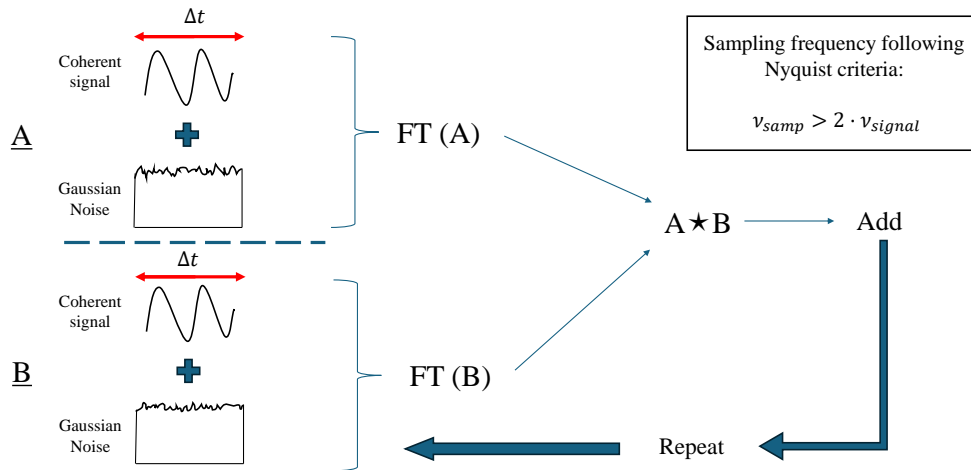 Δt
Coherent
signal
A
Gaussian
Noise
FT (A)
Sampling frequency following
Nyquist criteria:
ν_samp > 2 · ν_signal
A ★ B
Add
Δt
Coherent
signal
B
Gaussian
Noise
FT (B)
Repeat